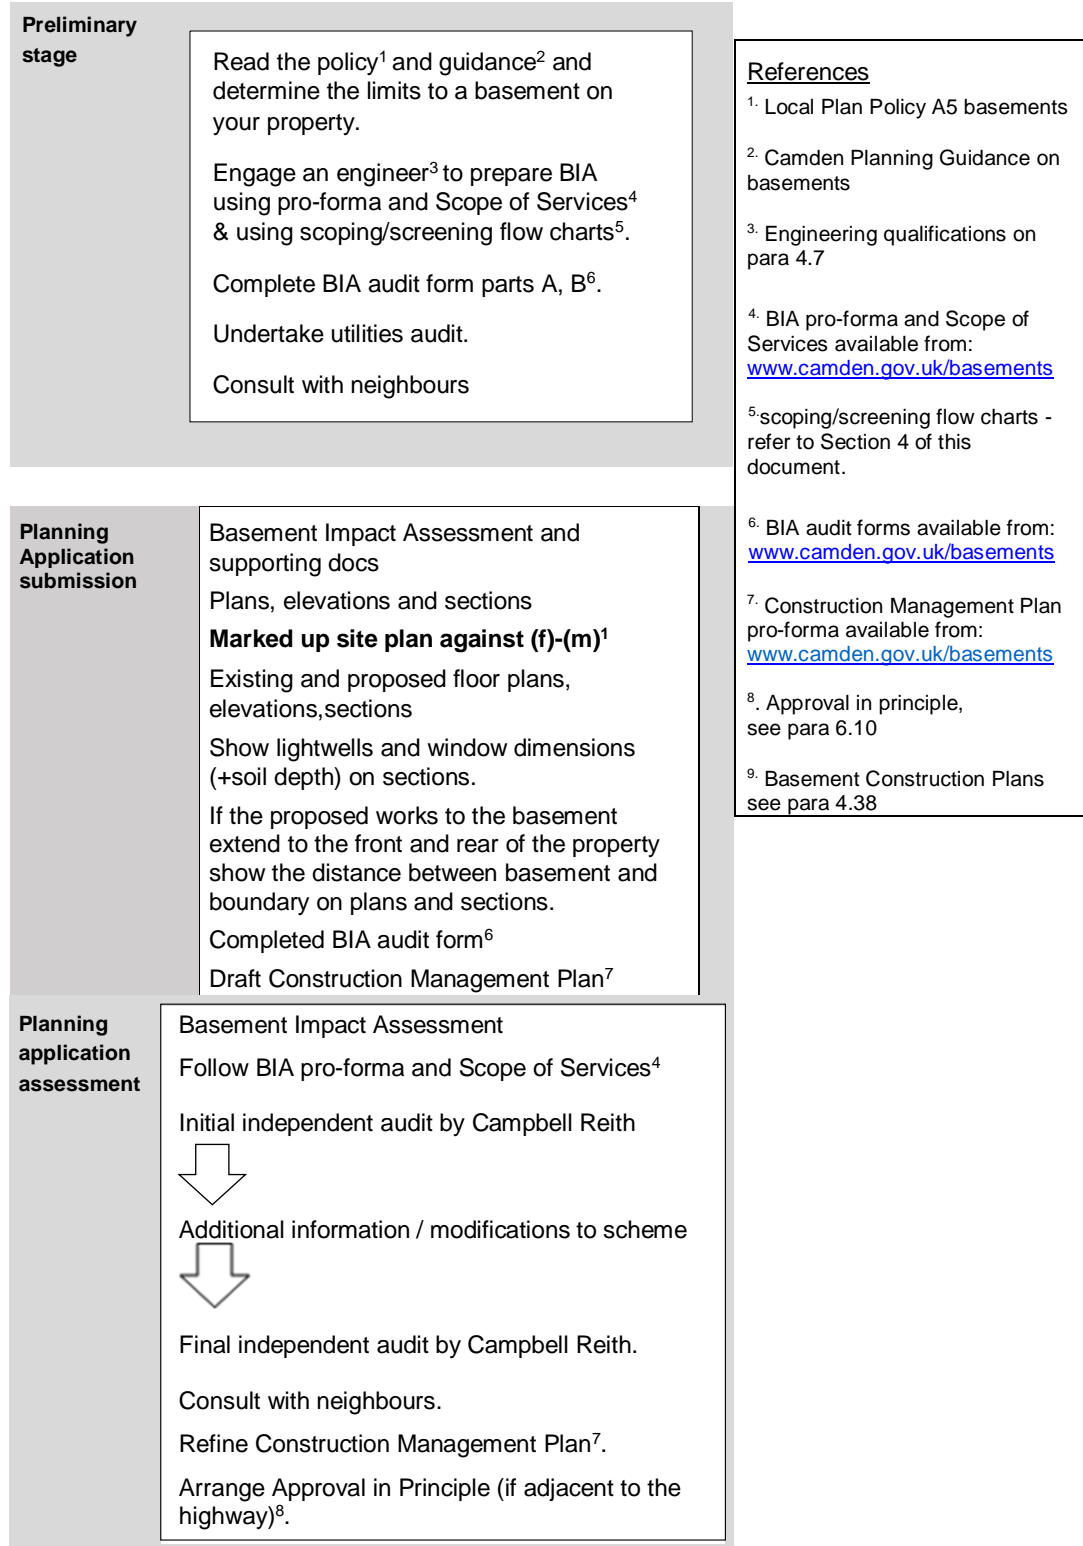 Preliminary
stage
Read the policy¹ and guidance² and
determine the limits to a basement on
your property.
Engage an engineer³ to prepare BIA
using pro-forma and Scope of Services⁴
& using scoping/screening flow charts⁵.
Complete BIA audit form parts A, B⁶.
Undertake utilities audit.
Consult with neighbours
References
¹· Local Plan Policy A5 basements
²· Camden Planning Guidance on
basements
³· Engineering qualifications on
para 4.7
⁴· BIA pro-forma and Scope of
Services available from:
www.camden.gov.uk/basements
⁵·scoping/screening flow charts -
refer to Section 4 of this
document.
⁶· BIA audit forms available from:
www.camden.gov.uk/basements
⁷· Construction Management Plan
pro-forma available from:
www.camden.gov.uk/basements
⁸. Approval in principle,
see para 6.10
⁹· Basement Construction Plans
see para 4.38
Planning
Application
submission
Basement Impact Assessment and
supporting docs
Plans, elevations and sections
Marked up site plan against (f)-(m)¹
Existing and proposed floor plans,
elevations,sections
Show lightwells and window dimensions
(+soil depth) on sections.
If the proposed works to the basement
extend to the front and rear of the property
show the distance between basement and
boundary on plans and sections.
Completed BIA audit form⁶
Draft Construction Management Plan⁷
Planning
application
assessment
Basement Impact Assessment
Follow BIA pro-forma and Scope of Services⁴
Initial independent audit by Campbell Reith
Additional information / modifications to scheme
Final independent audit by Campbell Reith.
Consult with neighbours.
Refine Construction Management Plan⁷.
Arrange Approval in Principle (if adjacent to the
highway)⁸.